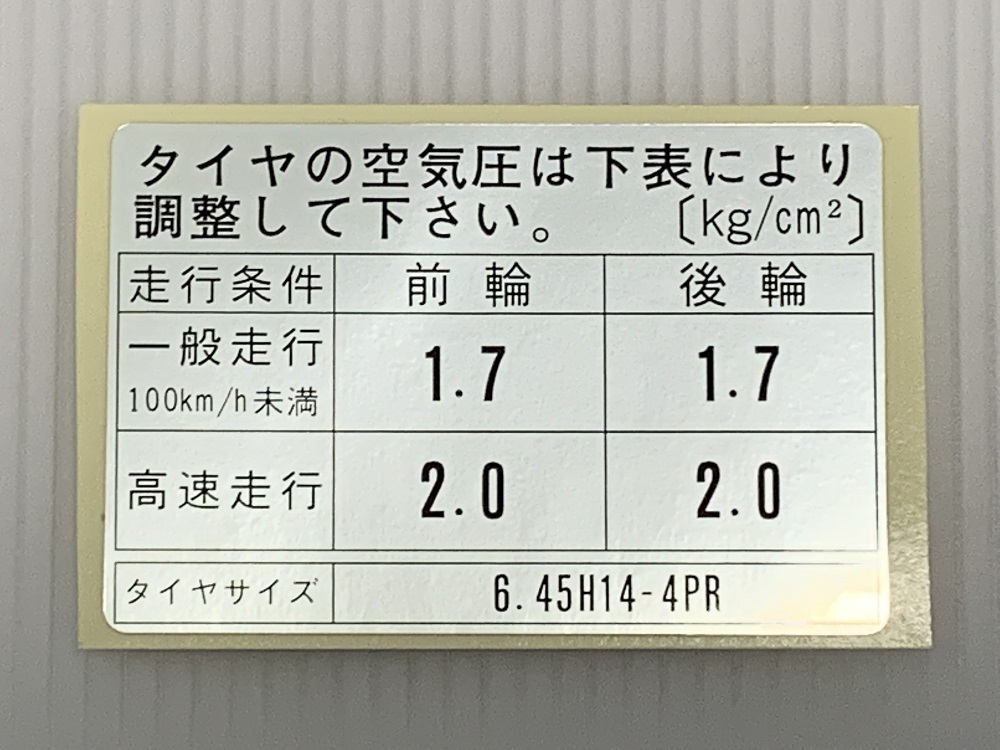 タイヤの空気圧は下表により
調整して下さい。 〔kg/cm²〕
走行条件 前輪 後輪
一般走行
100km/h未満 1.7 1.7
高速走行 2.0 2.0
タイヤサイズ 6.45H14-4PR